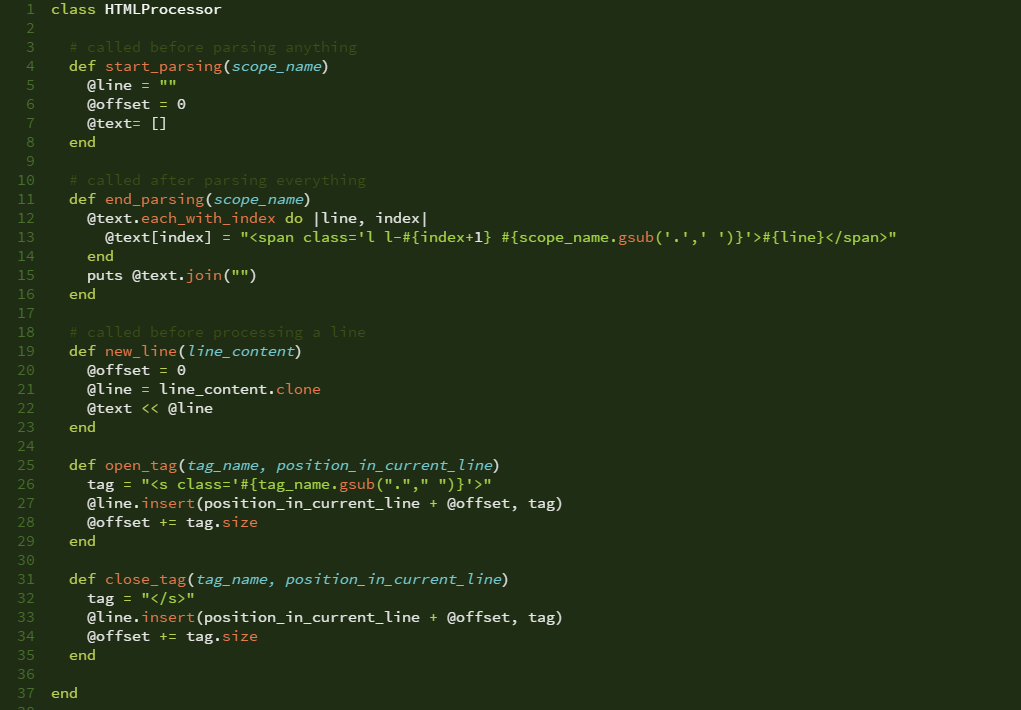 1 class HTMLProcessor
2
3   # called before parsing anything
4   def start_parsing(scope_name)
5     @line = ""
6     @offset = 0
7     @text= []
8   end
9
10   # called after parsing everything
11   def end_parsing(scope_name)
12     @text.each_with_index do |line, index|
13       @text[index] = "<span class='l l-#{index+1} #{scope_name.gsub('.',' ')}'>#{line}</span>"
14     end
15     puts @text.join("")
16   end
17
18   # called before processing a line
19   def new_line(line_content)
20     @offset = 0
21     @line = line_content.clone
22     @text << @line
23   end
24
25   def open_tag(tag_name, position_in_current_line)
26     tag = "<s class='#{tag_name.gsub("."," ")}'>"
27     @line.insert(position_in_current_line + @offset, tag)
28     @offset += tag.size
29   end
30
31   def close_tag(tag_name, position_in_current_line)
32     tag = "</s>"
33     @line.insert(position_in_current_line + @offset, tag)
34     @offset += tag.size
35   end
36
37 end